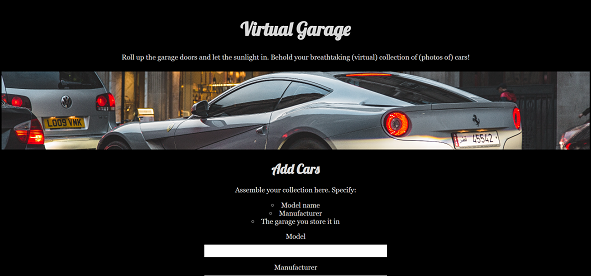 Virtual Garage
Roll up the garage doors and let the sunlight in. Behold your breathtaking (virtual) collection of (photos of) cars!
LD09 VMK
45542
Add Cars
Assemble your collection here. Specify:
Model name
Manufacturer
The garage you store it in
Model
Manufacturer